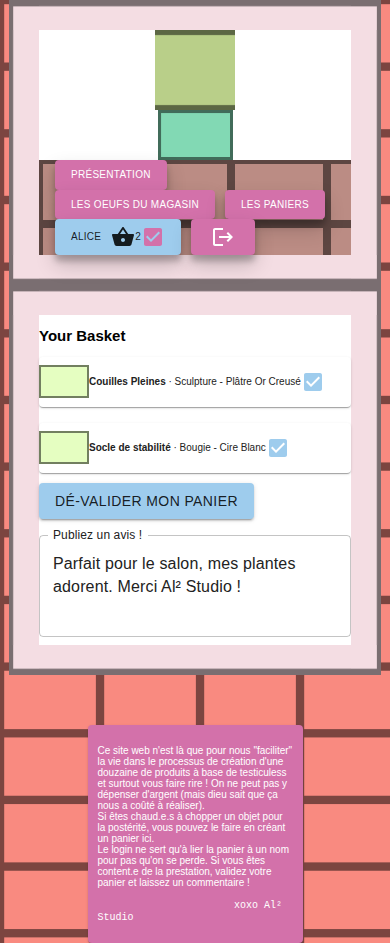 PRÉSENTATION
LES OEUFS DU MAGASIN
LES PANIERS
ALICE 2
Your Basket
Couilles Pleines · Sculpture - Plâtre Or Creusé
Socle de stabilité · Bougie - Cire Blanc
DÉ-VALIDER MON PANIER
Publiez un avis !
Parfait pour le salon, mes plantes
adorent. Merci Al² Studio !
Ce site web n'est là que pour nous "faciliter"
la vie dans le processus de création d'une
douzaine de produits à base de testicules​s
et surtout vous faire rire ! On ne peut pas y
dépenser d'argent (mais dieu sait que ça
nous a coûté à réaliser).
Si êtes chaud.e.s à chopper un objet pour
la postérité, vous pouvez le faire en créant
un panier ici.
Le login ne sert qu'à lier la panier à un nom
pour pas qu'on se perde. Si vous êtes
content.e de la prestation, validez votre
panier et laissez un commentaire !
xoxo Al²
Studio